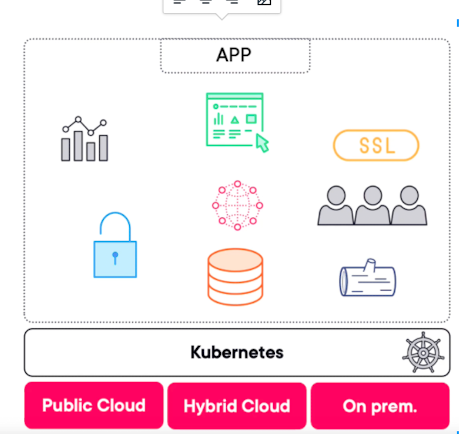 APP
SSL
Kubernetes
Public Cloud
Hybrid Cloud
On prem.